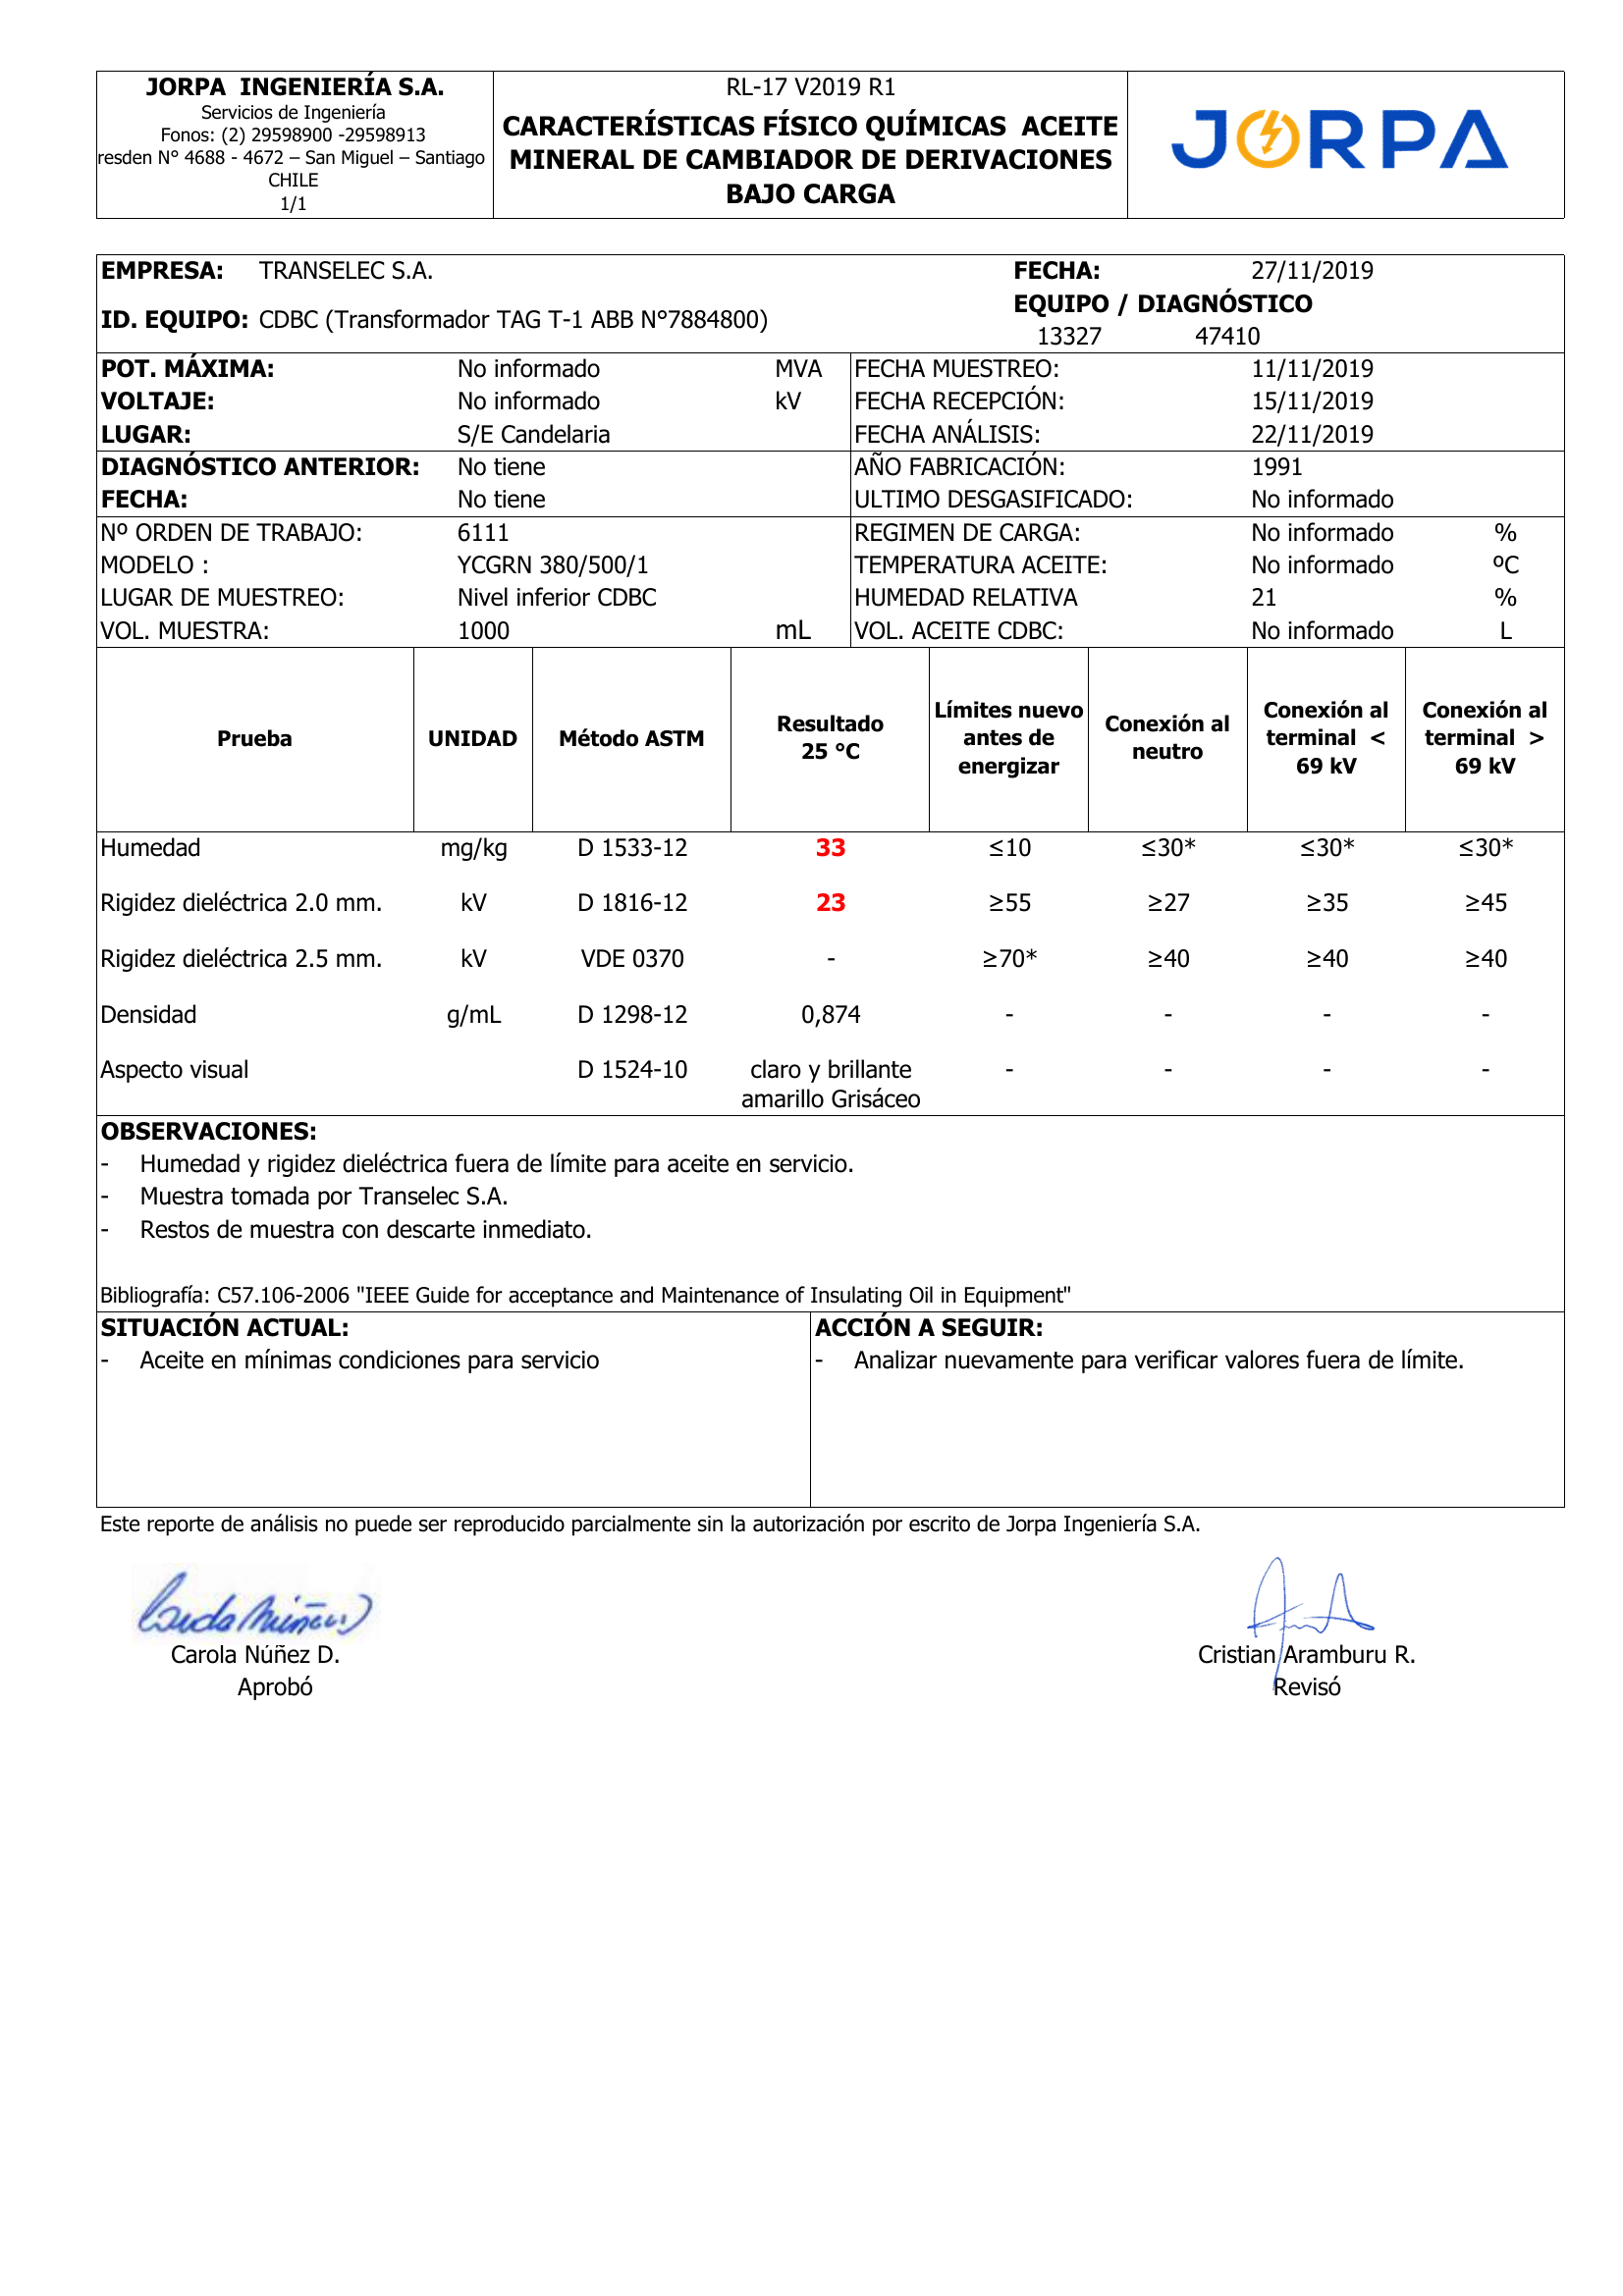 JORPA  INGENIERÍA S.A.
Servicios de Ingeniería
Fonos: (2) 29598900 -29598913
resden N° 4688 - 4672 – San Miguel – Santiago
CHILE
1/1
RL-17 V2019 R1
CARACTERÍSTICAS FÍSICO QUÍMICAS  ACEITE
MINERAL DE CAMBIADOR DE DERIVACIONES
BAJO CARGA
JORPA
EMPRESA: TRANSELEC S.A. FECHA: 27/11/2019
EQUIPO / DIAGNÓSTICO
ID. EQUIPO: CDBC (Transformador TAG T-1 ABB N°7884800)
13327 47410
POT. MÁXIMA: No informado MVA FECHA MUESTREO: 11/11/2019
VOLTAJE: No informado kV FECHA RECEPCIÓN: 15/11/2019
LUGAR: S/E Candelaria FECHA ANÁLISIS: 22/11/2019
DIAGNÓSTICO ANTERIOR: No tiene AÑO FABRICACIÓN: 1991
FECHA: No tiene ULTIMO DESGASIFICADO: No informado
Nº ORDEN DE TRABAJO: 6111 REGIMEN DE CARGA: No informado %
MODELO : YCGRN 380/500/1 TEMPERATURA ACEITE: No informado ºC
LUGAR DE MUESTREO: Nivel inferior CDBC HUMEDAD RELATIVA 21 %
VOL. MUESTRA: 1000 mL VOL. ACEITE CDBC: No informado L
Prueba
UNIDAD
Método ASTM
Resultado
25 °C
Límites nuevo
antes de
energizar
Conexión al
neutro
Conexión al
terminal  <
69 kV
Conexión al
terminal  >
69 kV
Humedad mg/kg D 1533-12 33 ≤10 ≤30* ≤30* ≤30*
Rigidez dieléctrica 2.0 mm. kV D 1816-12 23 ≥55 ≥27 ≥35 ≥45
Rigidez dieléctrica 2.5 mm. kV VDE 0370 - ≥70* ≥40 ≥40 ≥40
Densidad g/mL D 1298-12 0,874 - - - -
Aspecto visual D 1524-10 claro y brillante - - - -
amarillo Grisáceo
OBSERVACIONES:
- Humedad y rigidez dieléctrica fuera de límite para aceite en servicio.
- Muestra tomada por Transelec S.A.
- Restos de muestra con descarte inmediato.
Bibliografía: C57.106-2006 "IEEE Guide for acceptance and Maintenance of Insulating Oil in Equipment"
SITUACIÓN ACTUAL:
- Aceite en mínimas condiciones para servicio
ACCIÓN A SEGUIR:
- Analizar nuevamente para verificar valores fuera de límite.
Este reporte de análisis no puede ser reproducido parcialmente sin la autorización por escrito de Jorpa Ingeniería S.A.
Carola Núñez D.
Aprobó
Cristian Aramburu R.
Revisó